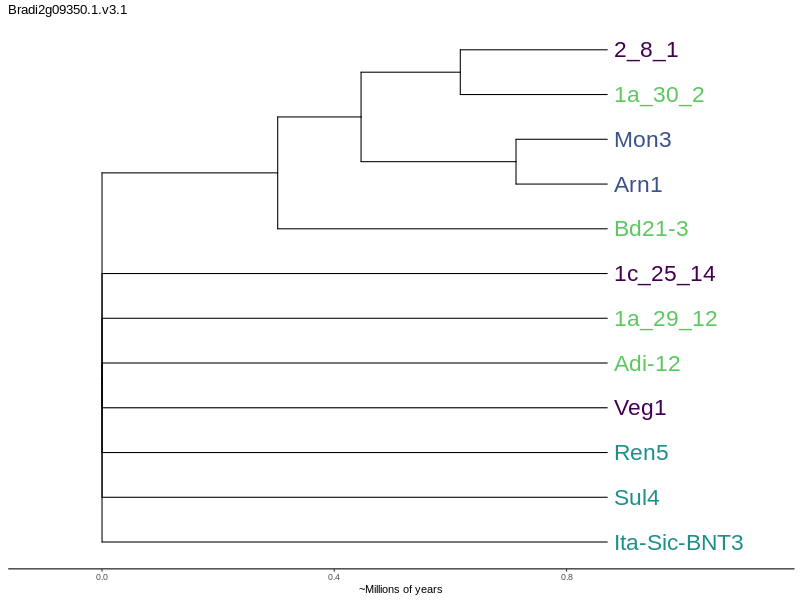 Bradi2g09350.1.v3.1
2_8_1
1a_30_2
Mon3
Arn1
Bd21-3
1c_25_14
1a_29_12
Adi-12
Veg1
Ren5
Sul4
Ita-Sic-BNT3
0.0 0.4 0.8
~Millions of years